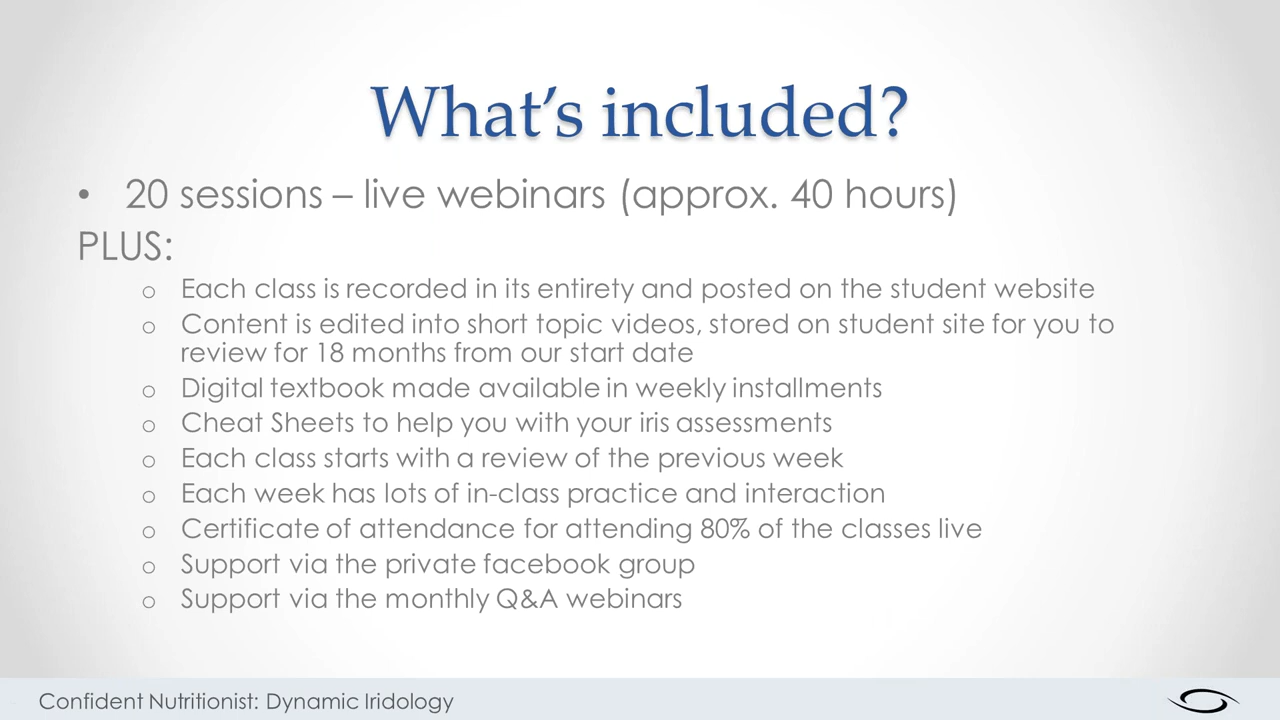 What's included?
• 20 sessions – live webinars (approx. 40 hours)
PLUS:
o Each class is recorded in its entirety and posted on the student website
o Content is edited into short topic videos, stored on student site for you to
review for 18 months from our start date
o Digital textbook made available in weekly installments
o Cheat Sheets to help you with your iris assessments
o Each class starts with a review of the previous week
o Each week has lots of in-class practice and interaction
o Certificate of attendance for attending 80% of the classes live
o Support via the private facebook group
o Support via the monthly Q&A webinars
Confident Nutritionist: Dynamic Iridology